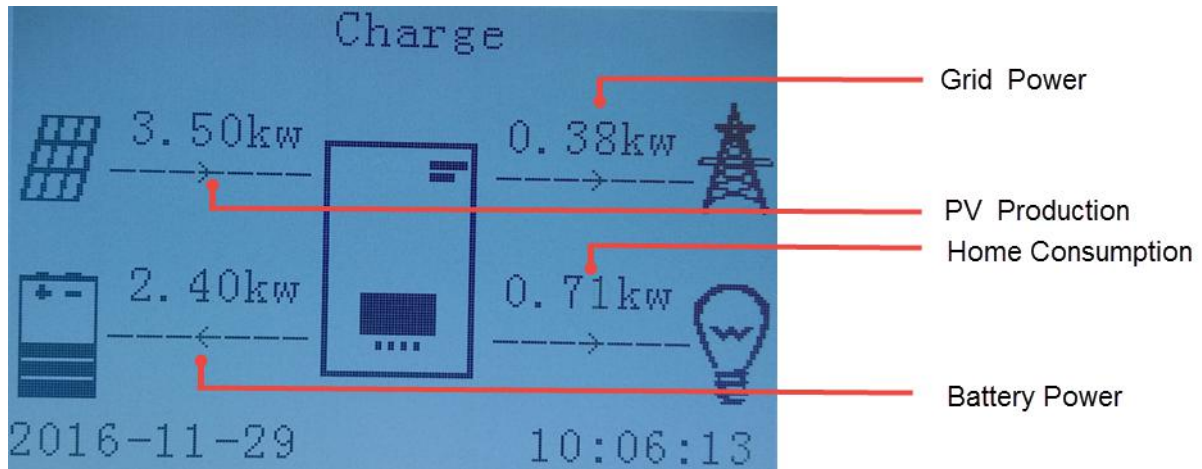 Charge
3.50kw
0.38kw
2.40kw
0.71kw
2016-11-29
10:06:13
Grid Power
PV Production
Home Consumption
Battery Power